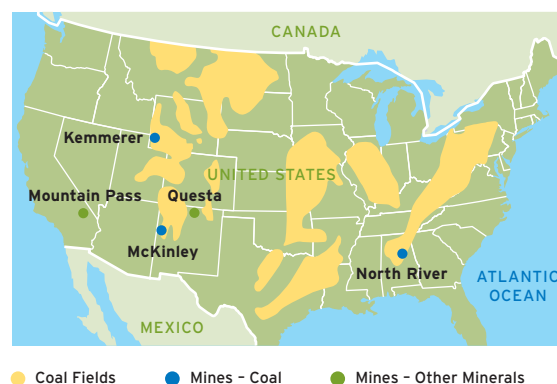 CANADA
Kemmerer
UNITED STATES
Mountain Pass
Questa
McKinley
North River
ATLANTIC
OCEAN
MEXICO
Coal Fields
Mines – Coal
Mines – Other Minerals